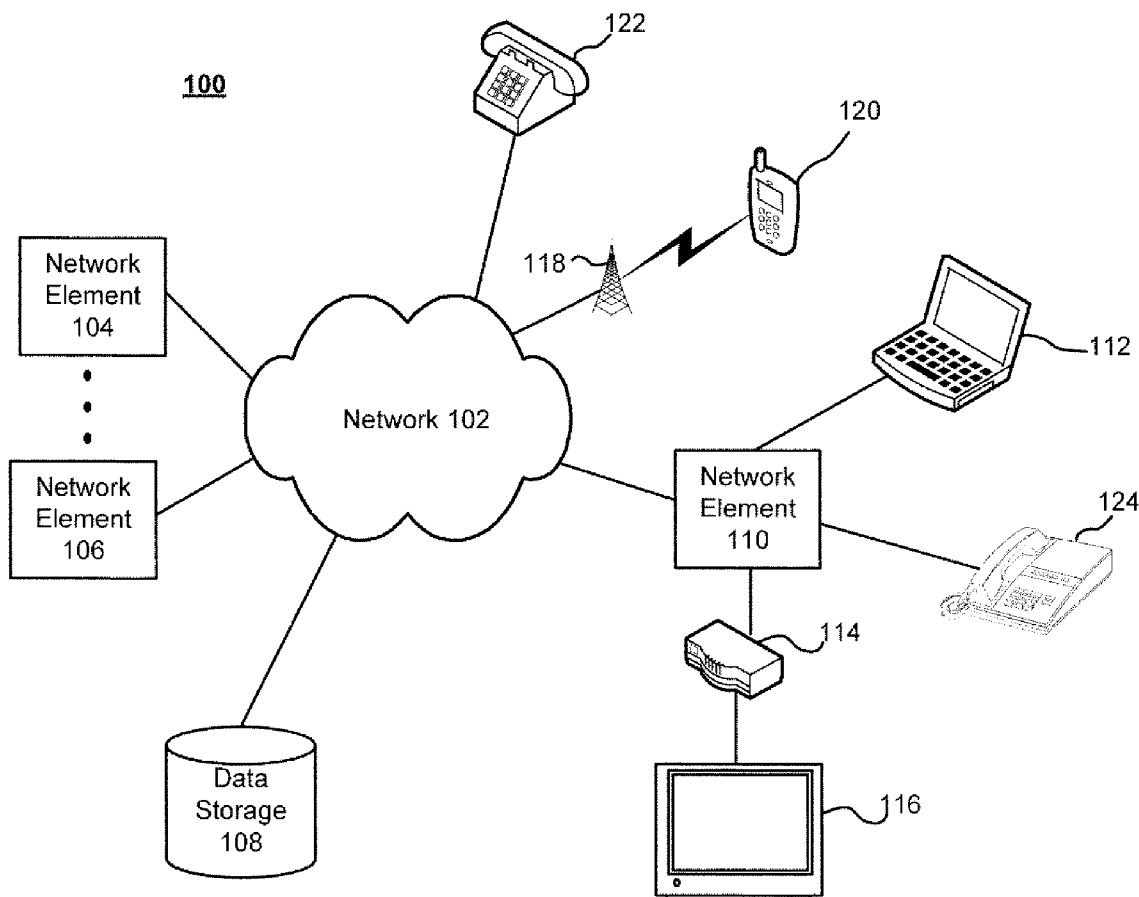 122
100
120
118
Network
Element
104
112
Network 102
Network
Element
106
Network
Element
110
124
114
Data
Storage
108
116